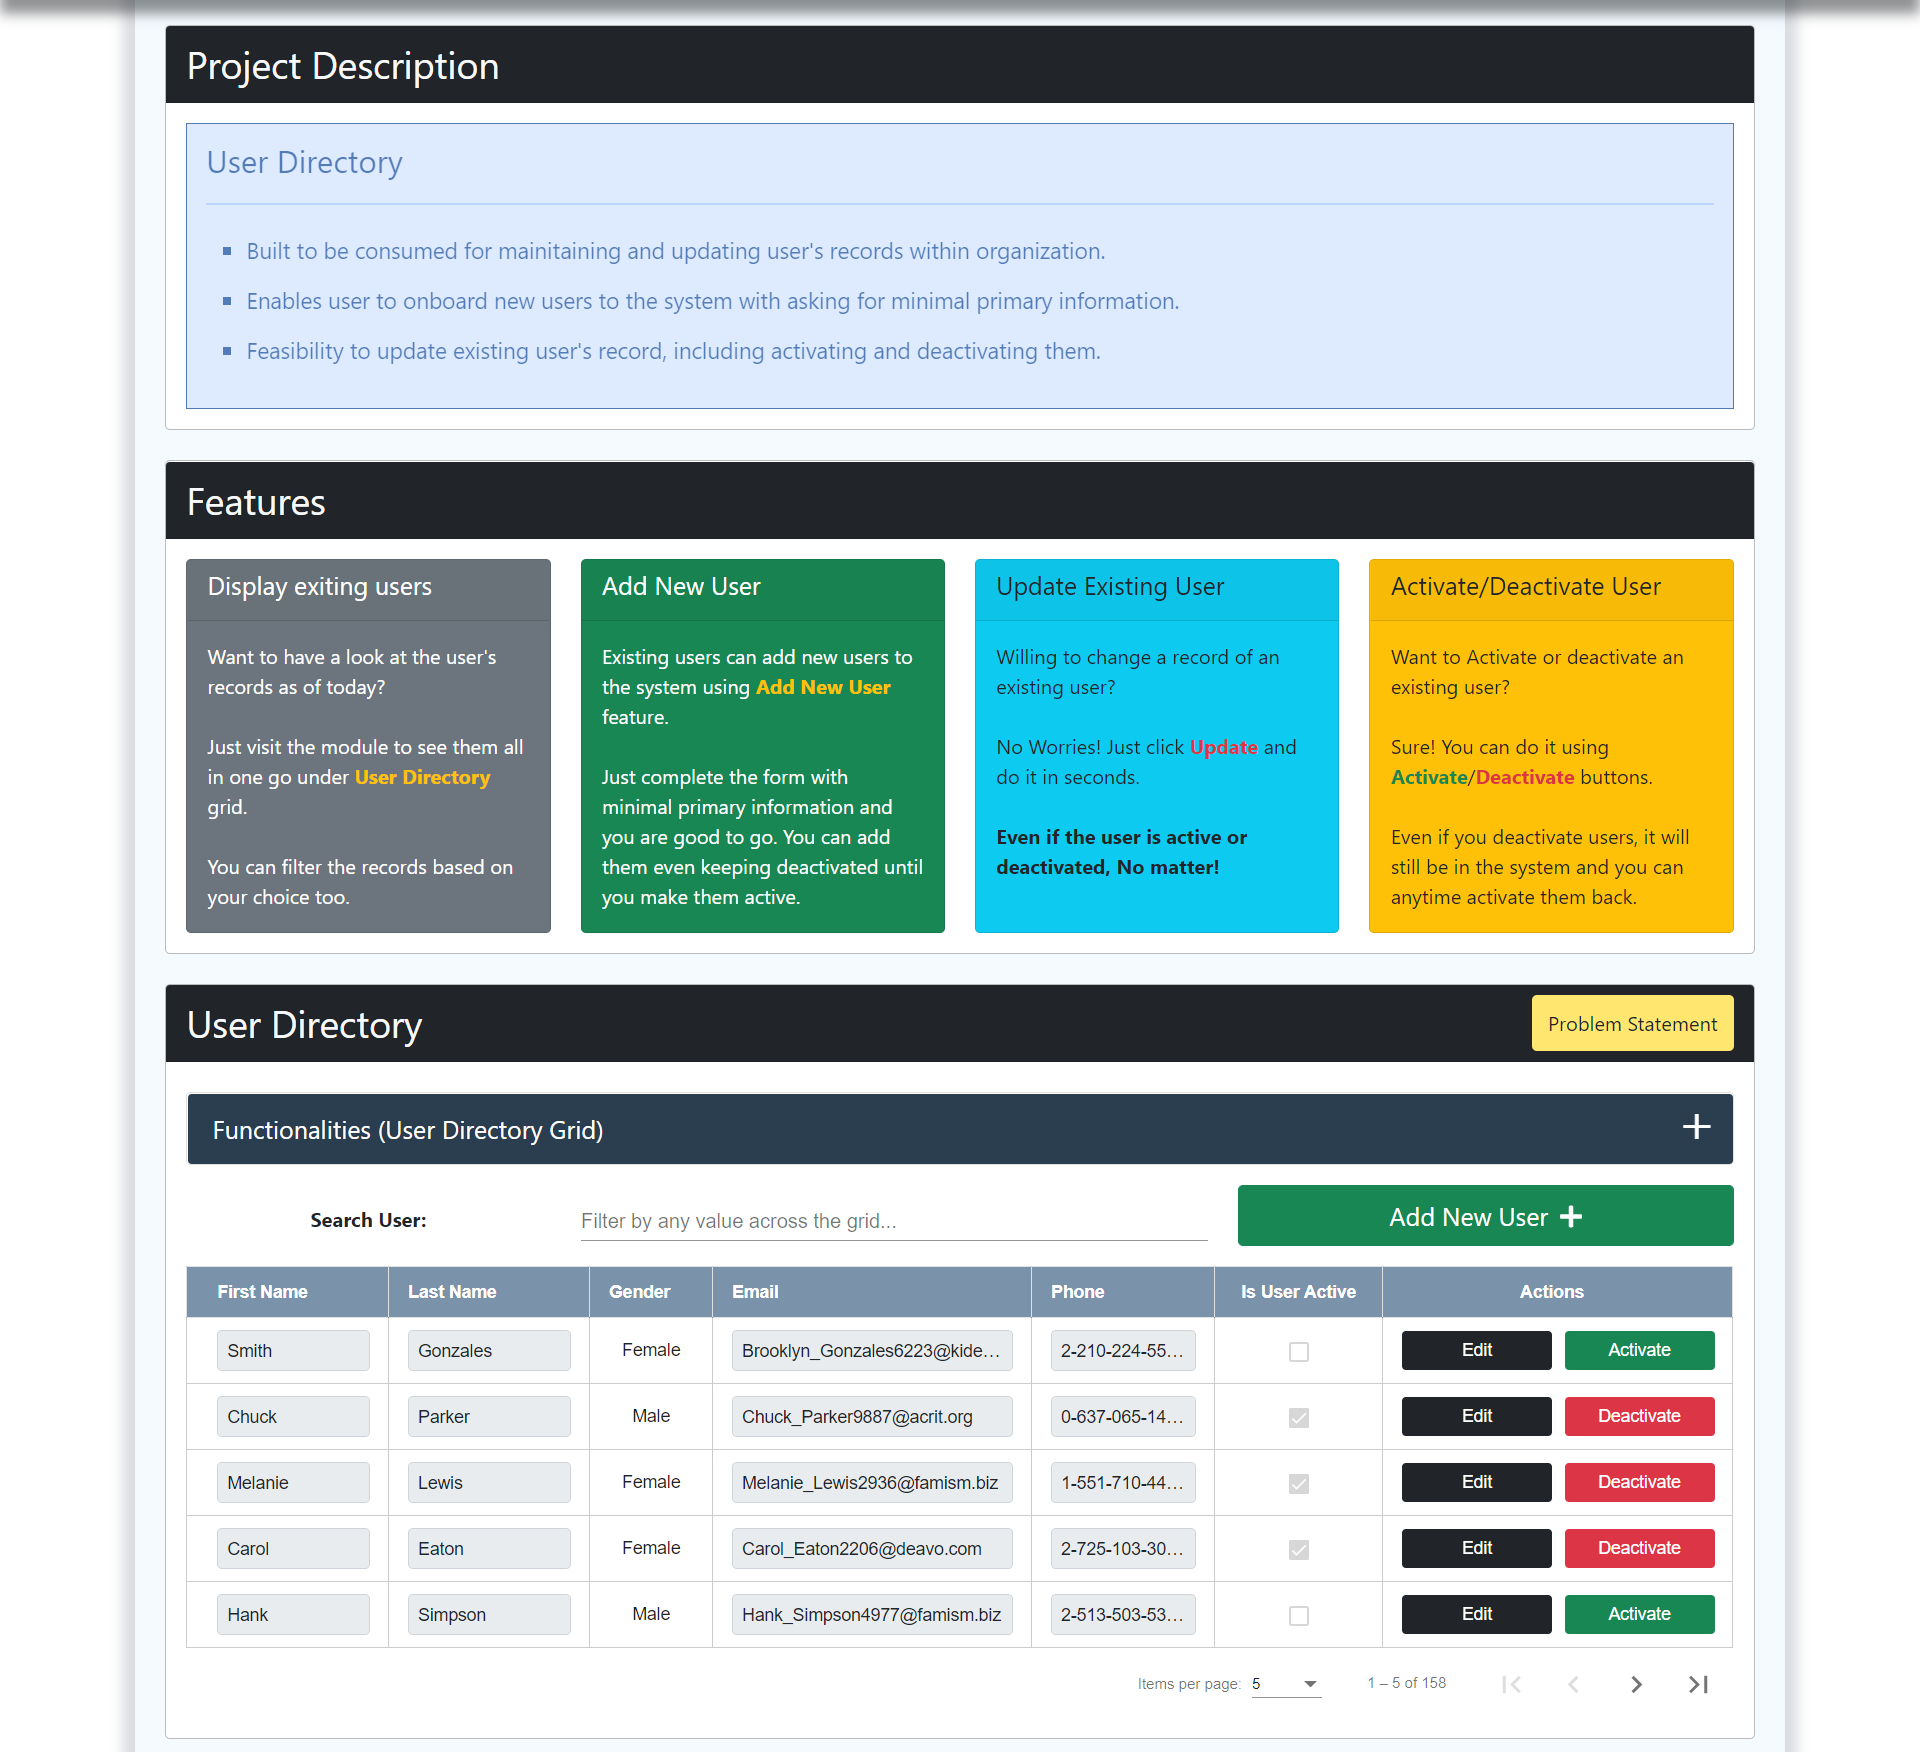 Project Description
User Directory
Built to be consumed for mainitaining and updating user's records within organization.
Enables user to onboard new users to the system with asking for minimal primary information.
Feasibility to update existing user's record, including activating and deactivating them.
Features
Display exiting users
Want to have a look at the user's
records as of today?
Just visit the module to see them all
in one go under User Directory
grid.
You can filter the records based on
your choice too.
Add New User
Existing users can add new users to
the system using Add New User
feature.
Just complete the form with
minimal primary information and
you are good to go. You can add
them even keeping deactivated until
you make them active.
Update Existing User
Willing to change a record of an
existing user?
No Worries! Just click Update and
do it in seconds.
Even if the user is active or
deactivated, No matter!
Activate/Deactivate User
Want to Activate or deactivate an
existing user?
Sure! You can do it using
Activate/Deactivate buttons.
Even if you deactivate users, it will
still be in the system and you can
anytime activate them back.
User Directory Problem Statement
Functionalities (User Directory Grid)
Search User: Filter by any value across the grid... Add New User
First Name Last Name Gender Email Phone Is User Active Actions
Smith Gonzales Female Brooklyn_Gonzales6223@kide... 2-210-224-55... Edit Activate
Chuck Parker Male Chuck_Parker9887@acrit.org 0-637-065-14... Edit Deactivate
Melanie Lewis Female Melanie_Lewis2936@famism.biz 1-551-710-44... Edit Deactivate
Carol Eaton Female Carol_Eaton2206@deavo.com 2-725-103-30... Edit Deactivate
Hank Simpson Male Hank_Simpson4977@famism.biz 2-513-503-53... Edit Activate
Items per page: 5 1 – 5 of 158